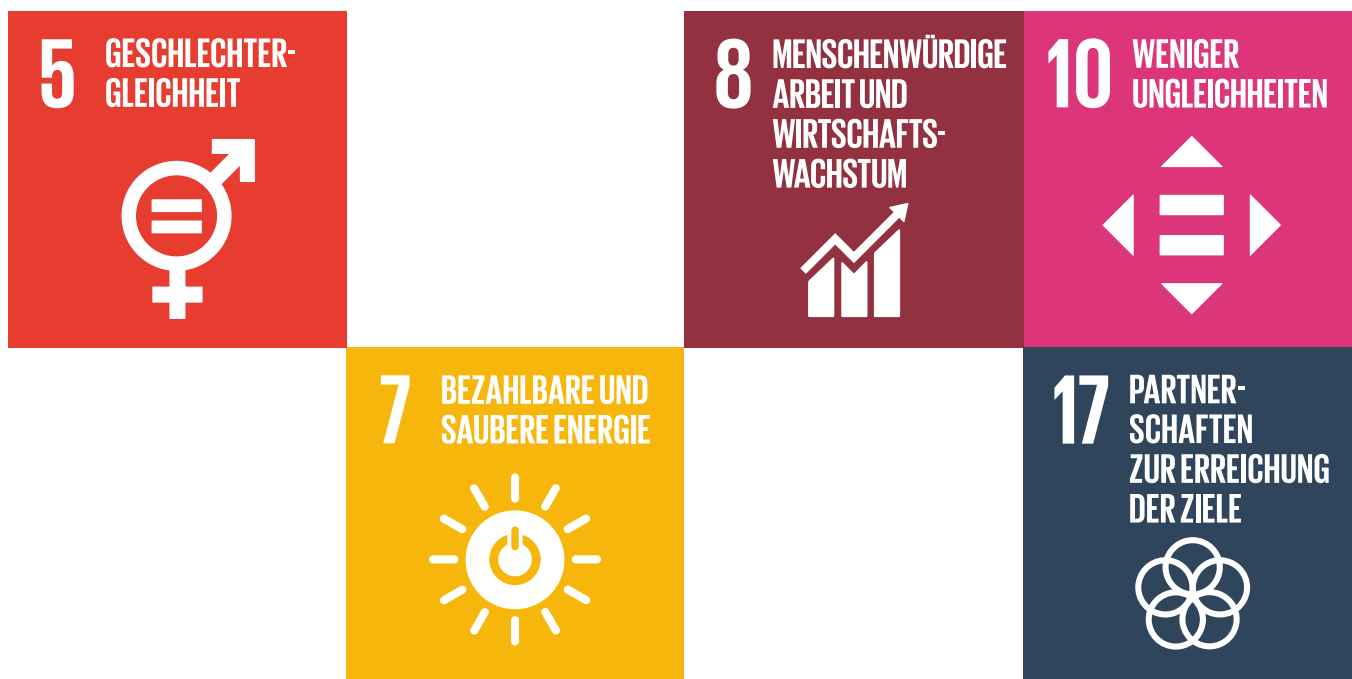 5
GESCHLECHTER-
GLEICHHEIT
8
MENSCHENWÜRDIGE
ARBEIT UND
WIRTSCHAFTS-
WACHSTUM
10
WENIGER
UNGLEICHHEITEN
7
BEZAHLBARE UND
SAUBERE ENERGIE
17
PARTNER-
SCHAFTEN
ZUR ERREICHUNG
DER ZIELE